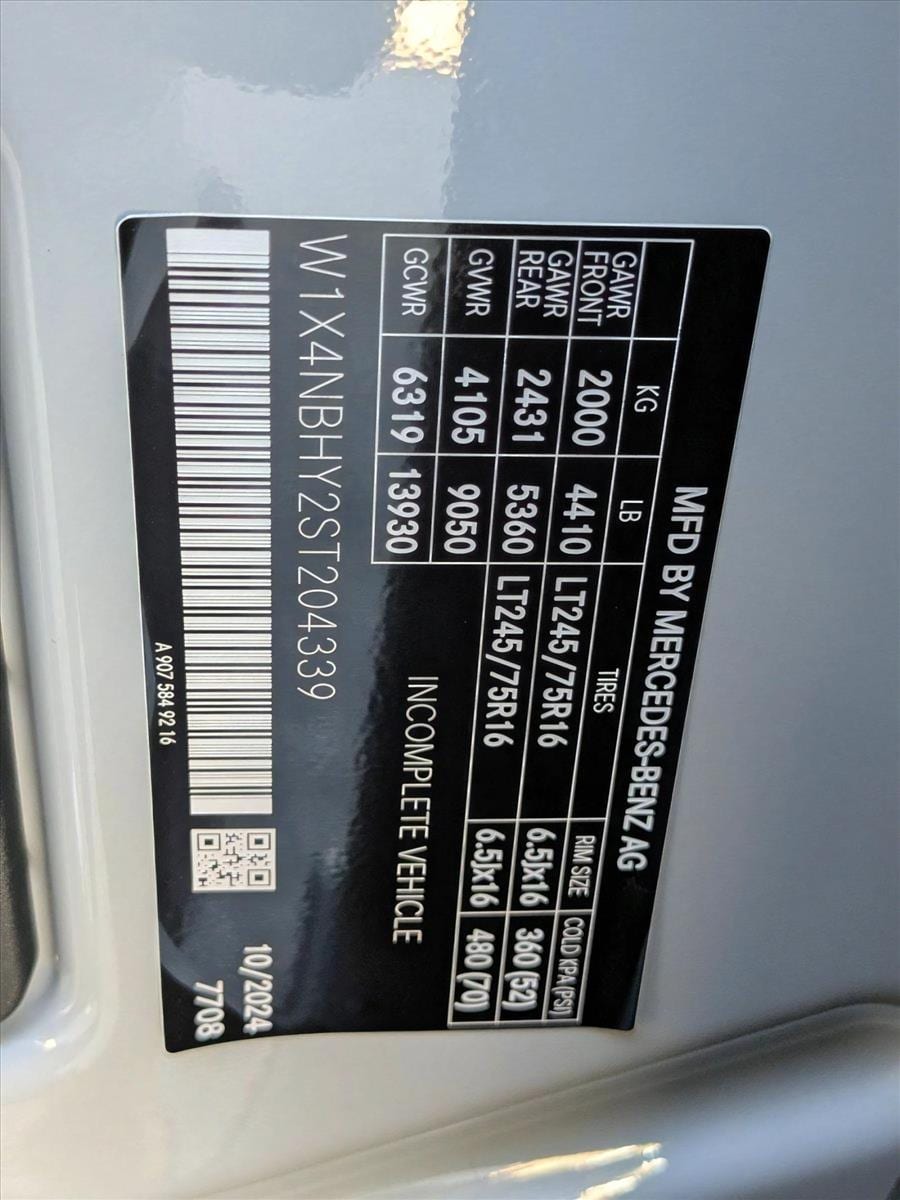 MFD BY MERCEDES-BENZ AG
KG LB TIRES RIM SIZE COLD KPA (PSI)
GAWR FRONT 2000 4410 LT245/75R16 6.5Jx16 360 (52)
GAWR REAR 2431 5360 LT245/75R16 6.5Jx16 480 (70)
GVWR 4105 9050
GCWR 6319 13930
INCOMPLETE VEHICLE
W1X4NBHY2ST204339
10/2024
7708
A 907 584 92 16